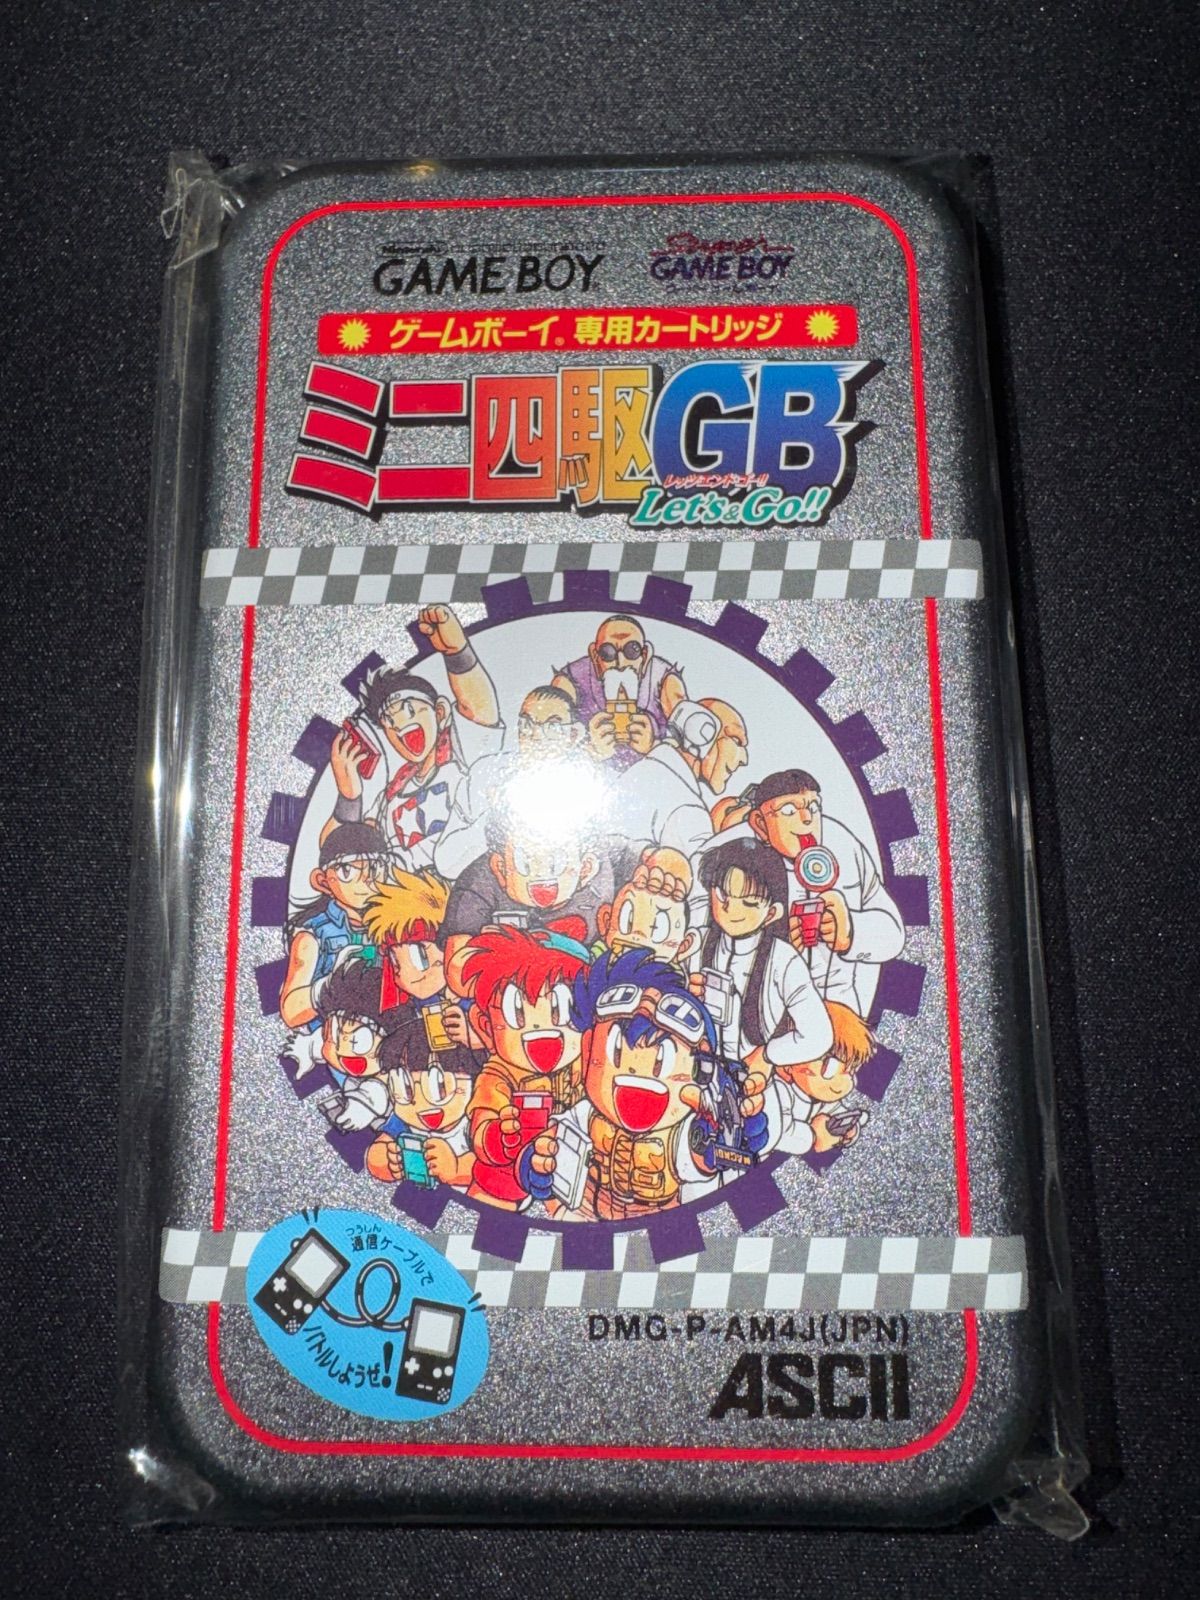 Nintendo
GAME BOY®
Super
GAME BOY
ゲームボーイ®専用カートリッジ
ミニ四駆GB
レッツエンドゴー!!
Let's&Go!!
つうしん
通信ケーブルで
バトルしようぜ!
DMG-P-AM4J(JPN)
ASCII